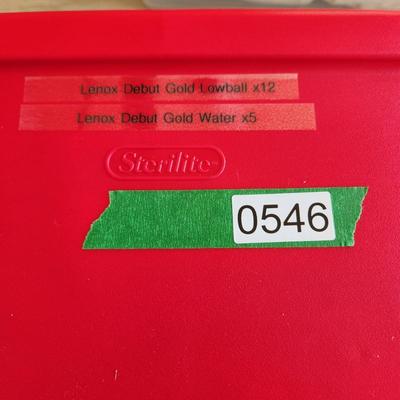 Lenox Debut Gold Lowball x12
Lenox Debut Gold Water x5
Sterilite
0546